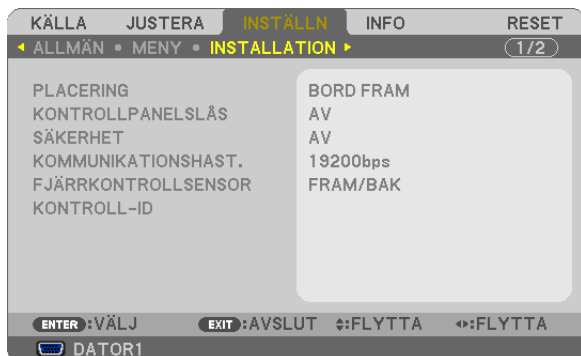 KÄLLA JUSTERA INSTÄLLN INFO RESET
ALLMÄN • MENY • INSTALLATION 1/2
PLACERING BORD FRAM
KONTROLLPANELSLÅS AV
SÄKERHET AV
KOMMUNIKATIONSHAST. 19200bps
FJÄRRKONTROLLSENSOR FRAM/BAK
KONTROLL-ID
ENTER:VÄLJ EXIT:AVSLUT :FLYTTA :FLYTTA
DATOR1